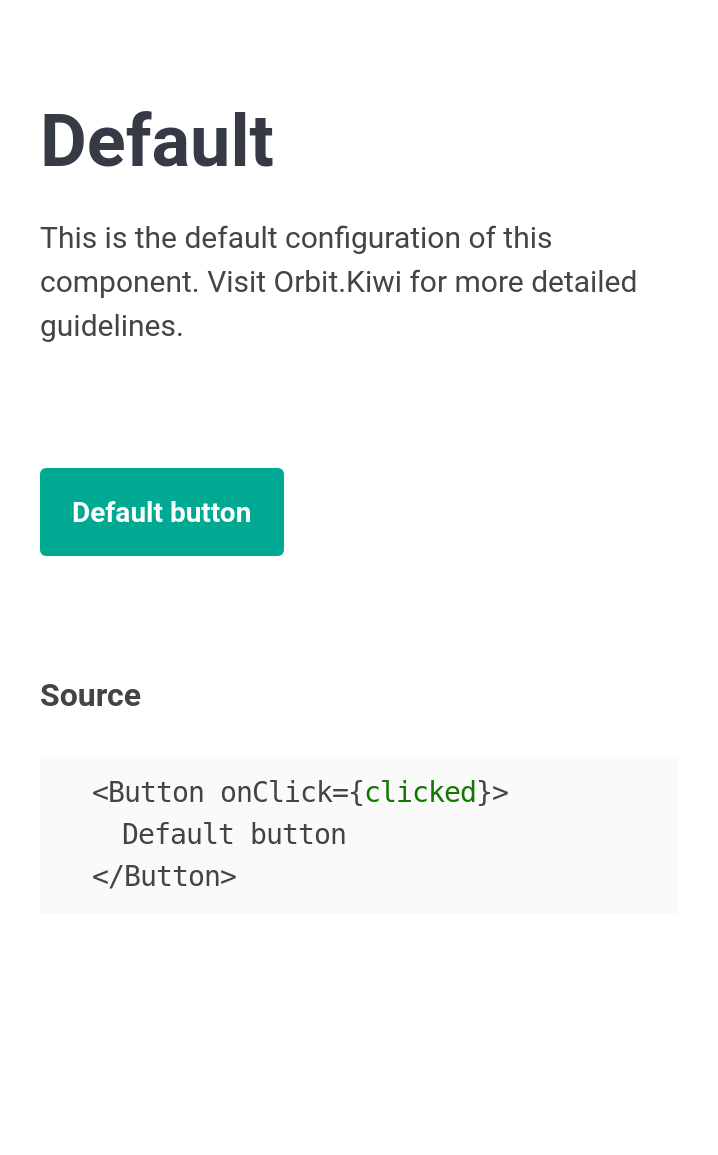 Default
This is the default configuration of this
component. Visit Orbit.Kiwi for more detailed
guidelines.
Default button
Source
<Button onClick={clicked}>
  Default button
</Button>